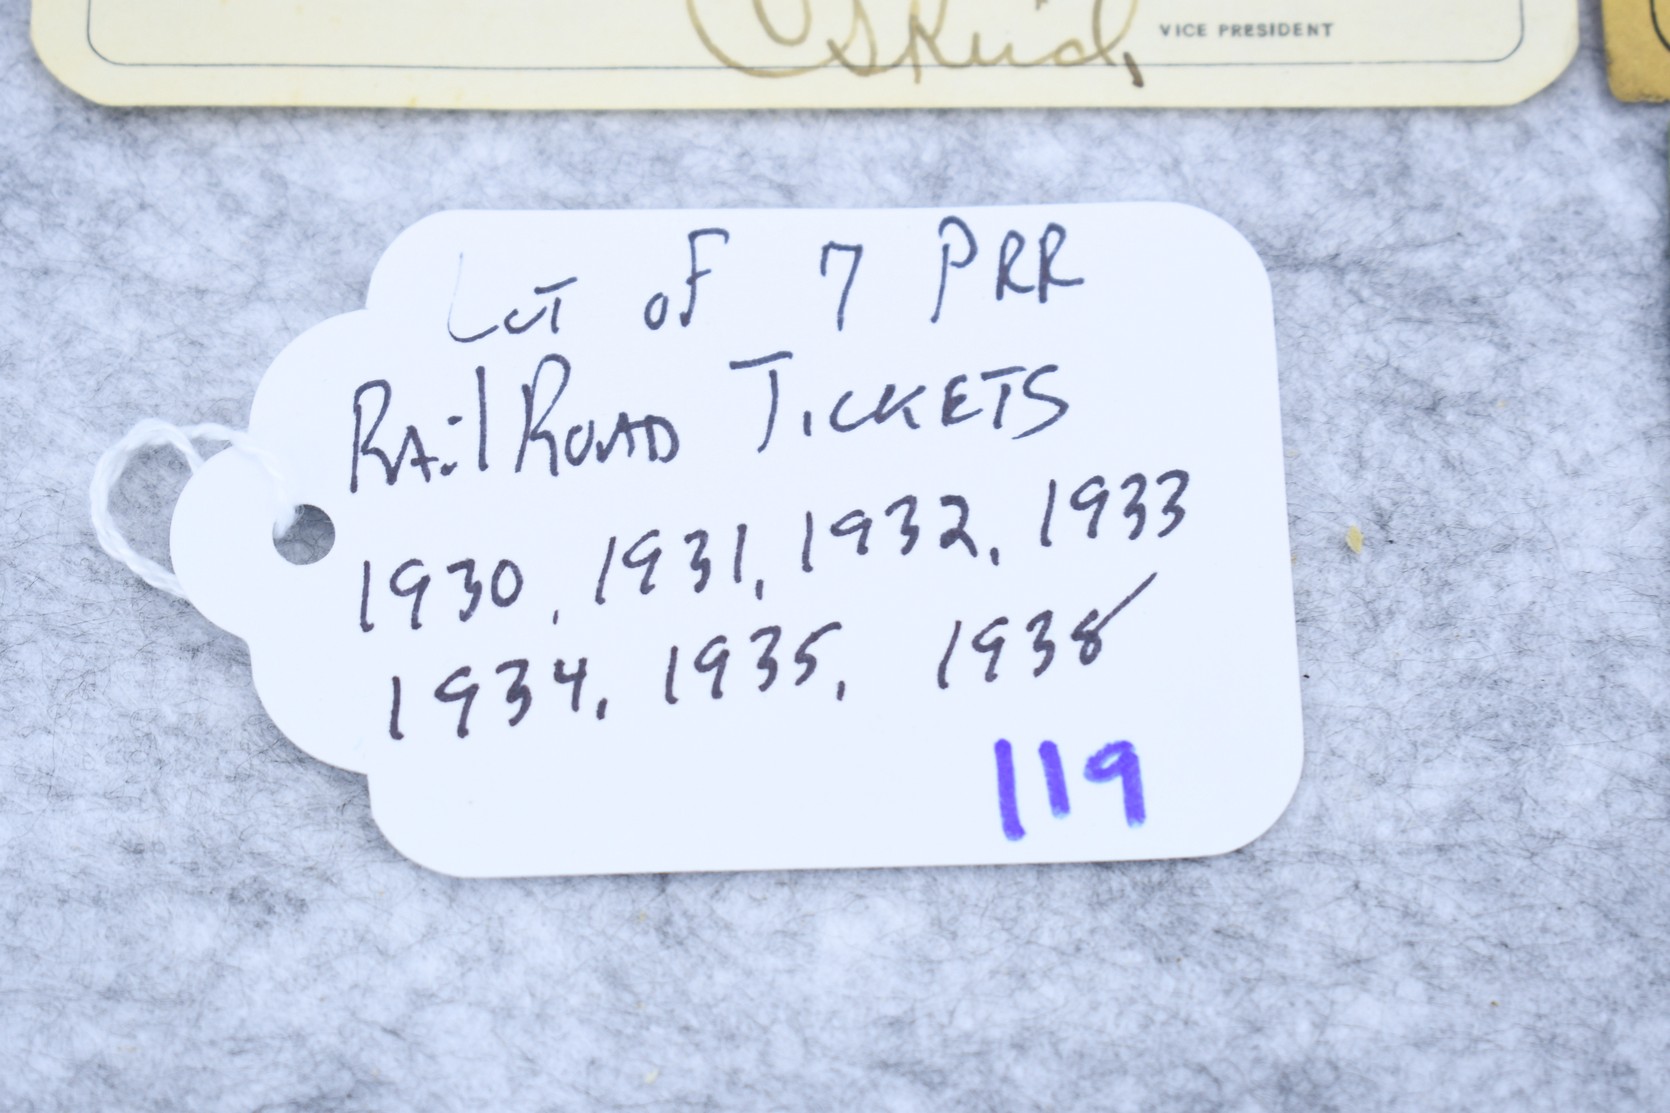 VICE PRESIDENT
Lot of 7 PRR
RAilRoad TICKETS
1930, 1931, 1932, 1933
1934, 1935, 1938
119